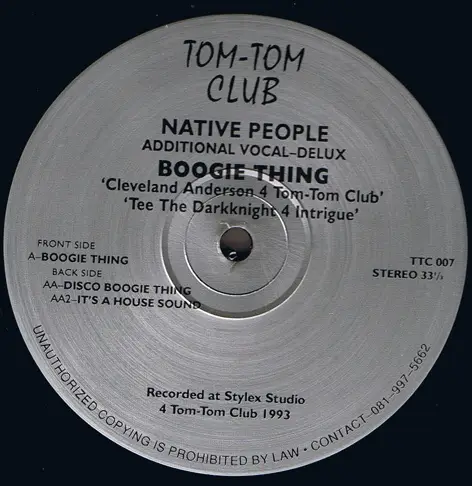 TOM-TOM
CLUB
NATIVE PEOPLE
ADDITIONAL VOCAL-DELUX
BOOGIE THING
'Cleveland Anderson 4 Tom-Tom Club'
'Tee The Darkknight 4 Intrigue'
FRONT SIDE
A-BOOGIE THING
BACK SIDE
AA-DISCO BOOGIE THING
AA2-IT'S A HOUSE SOUND
TTC 007
STEREO 33⅓
Recorded at Stylex Studio
4 Tom-Tom Club 1993
UNAUTHORIZED COPYING IS PROHIBITED BY LAW • CONTACT-081-997-5662